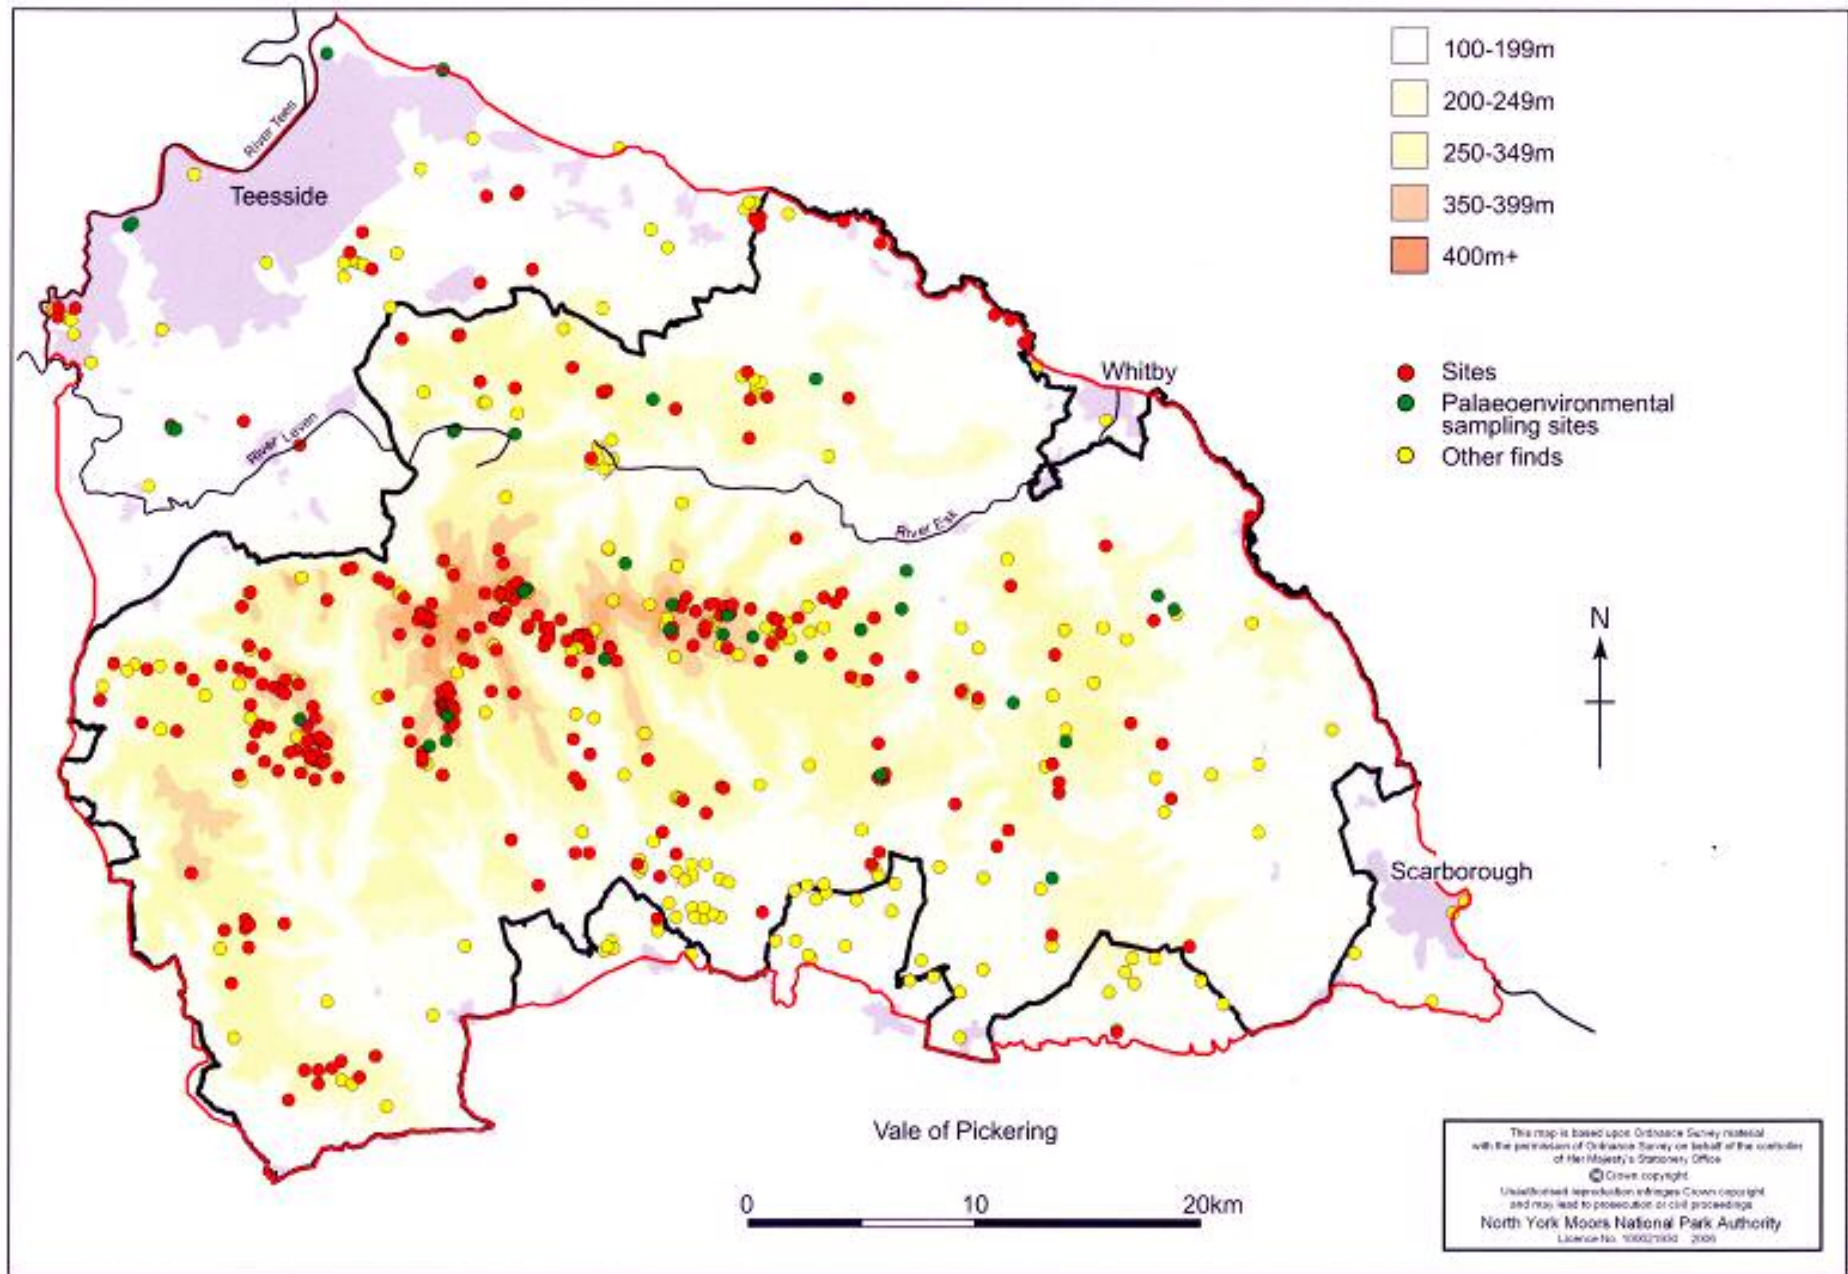 100-199m
200-249m
250-349m
350-399m
400m+
Sites
Palaeoenvironmental
sampling sites
Other finds
River Tees
Teesside
Whitby
River Leven
River Esk
N
Scarborough
Vale of Pickering
0 10 20km
This map is based upon Ordnance Survey material
with the permission of Ordnance Survey on behalf of the controller
of Her Majesty's Stationery Office
© Crown copyright
Unauthorised reproduction infringes Crown copyright
and may lead to prosecution or civil proceedings
North York Moors National Park Authority
Licence No. 2006